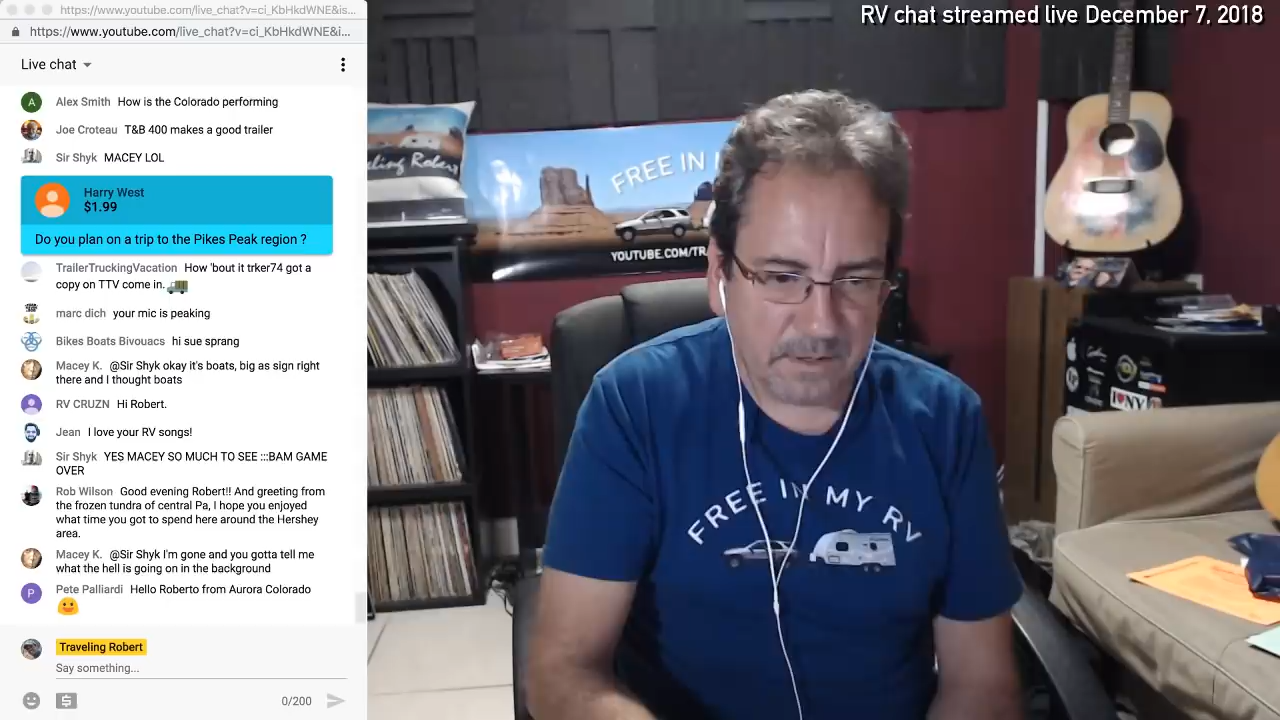 https://www.youtube.com/live_chat?v=ci_KbHkdWNE&is...
https://www.youtube.com/live_chat?v=ci_KbHkdWNE&i...
RV chat streamed live December 7, 2018
Live chat
A Alex Smith How is the Colorado performing
Joe Croteau T&B 400 makes a good trailer
Sir Shyk MACEY LOL
Harry West
$1.99
Do you plan on a trip to the Pikes Peak region ?
TrailerTruckingVacation How 'bout it trker74 got a
copy on TTV come in.
marc dich your mic is peaking
Bikes Boats Bivouacs hi sue sprang
Macey K. @Sir Shyk okay it's boats, big as sign right
there and I thought boats
RV CRUZN Hi Robert.
Jean I love your RV songs!
Sir Shyk YES MACEY SO MUCH TO SEE :::BAM GAME
OVER
Rob Wilson Good evening Robert!! And greeting from
the frozen tundra of central Pa, I hope you enjoyed
what time you got to spend here around the Hershey
area.
Macey K. @Sir Shyk I'm gone and you gotta tell me
what the hell is going on in the background
P Pete Palliardi Hello Roberto from Aurora Colorado
Traveling Robert
Say something...
0/200
eling Robert
FREE IN
YOUTUBE.COM/TR
FREE IN MY RV
I NY